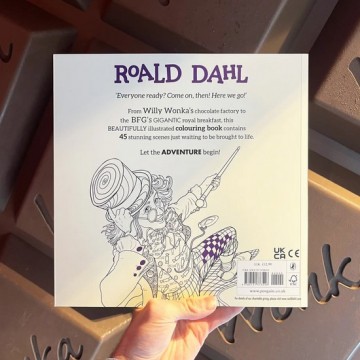 ROALD DAHL
'Everyone ready? Come on, then! Here we go!'
From Willy Wonka's chocolate factory to
the BFG's GIGANTIC royal breakfast, this
BEAUTIFULLY illustrated colouring book contains
45 stunning scenes just waiting to be brought to life.
Let the ADVENTURE begin!
UK
CA CE
Wonk
ka